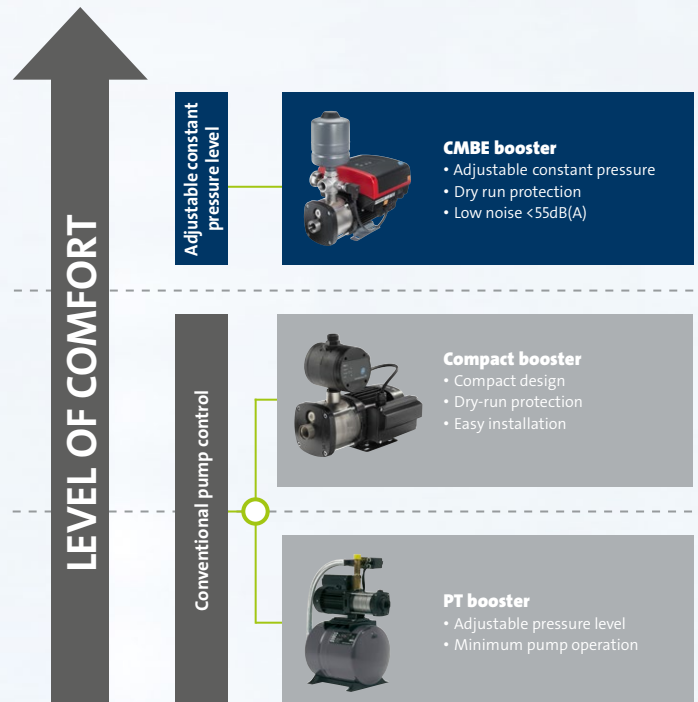 LEVEL OF COMFORT
Adjustable constant
pressure level
CMBE booster
• Adjustable constant pressure
• Dry run protection
• Low noise <55dB(A)
Conventional pump control
Compact booster
• Compact design
• Dry-run protection
• Easy installation
PT booster
• Adjustable pressure level
• Minimum pump operation